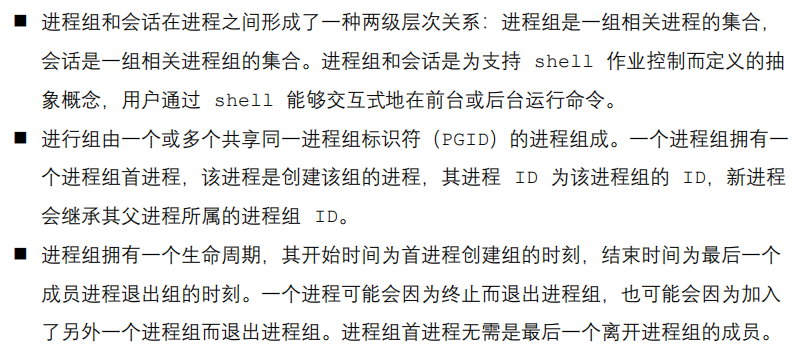 ■ 进程组和会话在进程之间形成了一种两级层次关系：进程组是一组相关进程的集合，
会话是一组相关进程组的集合。进程组和会话是为支持 shell 作业控制而定义的抽
象概念，用户通过 shell 能够交互式地在前台或后台运行命令。
■ 进行组由一个或多个共享同一进程组标识符（PGID）的进程组成。一个进程组拥有一
个进程组首进程，该进程是创建该组的进程，其进程 ID 为该进程组的 ID，新进程
会继承其父进程所属的进程组 ID。
■ 进程组拥有一个生命周期，其开始时间为首进程创建组的时刻，结束时间为最后一个
成员进程退出组的时刻。一个进程可能会因为终止而退出进程组，也可能会因为加入
了另外一个进程组而退出进程组。进程组首进程无需是最后一个离开进程组的成员。